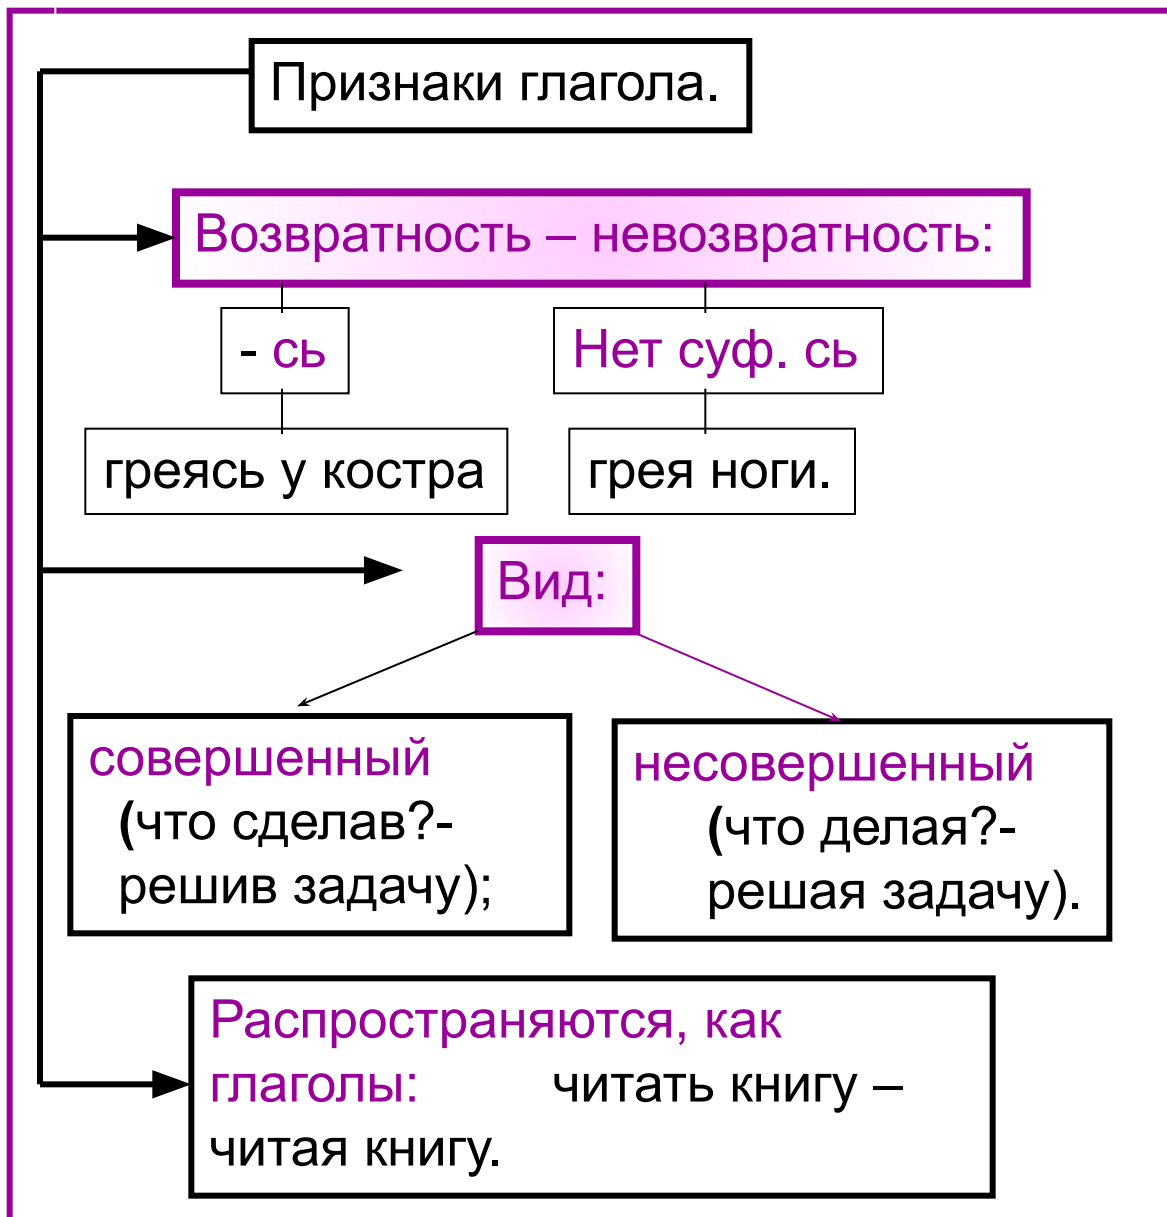 Признаки глагола.
Возвратность – невозвратность:
- сь
Нет суф. сь
греясь у костра
грея ноги.
Вид:
совершенный
(что сделав?-
решив задачу);
несовершенный
(что делая?-
решая задачу).
Распространяются, как
глаголы: читать книгу –
читая книгу.